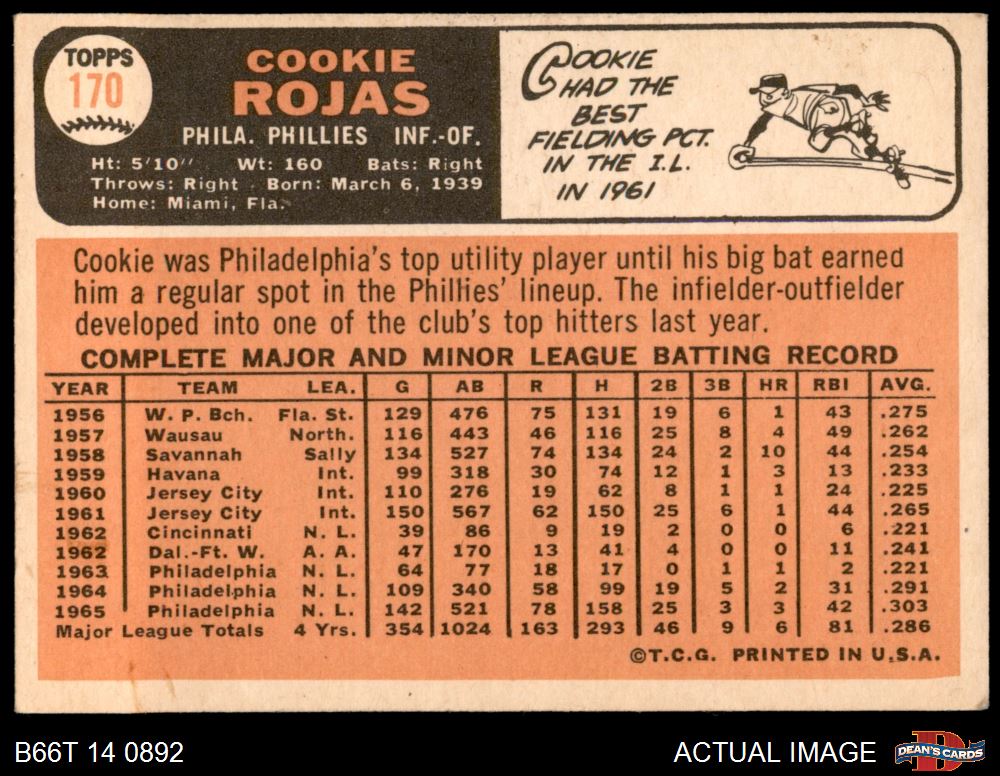 TOPPS
170
COOKIE
ROJAS
PHILA. PHILLIES INF.-OF.
Ht: 5'10" Wt: 160 Bats: Right
Throws: Right Born: March 6, 1939
Home: Miami, Fla.
COOKIE
HAD THE
BEST
FIELDING PCT.
IN THE I.L.
IN 1961
Cookie was Philadelphia's top utility player until his big bat earned
him a regular spot in the Phillies' lineup. The infielder-outfielder
developed into one of the club's top hitters last year.
COMPLETE MAJOR AND MINOR LEAGUE BATTING RECORD
YEAR TEAM LEA. G AB R H 2B 3B HR RBI AVG.
1956 W. P. Bch. Fla. St. 129 476 75 131 19 6 1 43 .275
1957 Wausau North. 116 443 46 116 25 8 4 49 .262
1958 Savannah Sally 134 527 74 134 24 2 10 44 .254
1959 Havana Int. 99 318 30 74 12 1 3 13 .233
1960 Jersey City Int. 110 276 19 62 8 1 1 24 .225
1961 Jersey City Int. 150 567 62 150 25 6 1 44 .265
1962 Cincinnati N. L. 39 86 9 19 2 0 0 6 .221
1962 Dal.-Ft. W. A. A. 47 170 13 41 4 0 0 11 .241
1963 Philadelphia N. L. 64 77 18 17 0 1 1 2 .221
1964 Philadelphia N. L. 109 340 58 99 19 5 2 31 .291
1965 Philadelphia N. L. 142 521 78 158 25 3 3 42 .303
Major League Totals 4 Yrs. 354 1024 163 293 46 9 6 81 .286
©T.C.G. PRINTED IN U.S.A.
B66T 14 0892
ACTUAL IMAGE
D
DEAN'S CARDS